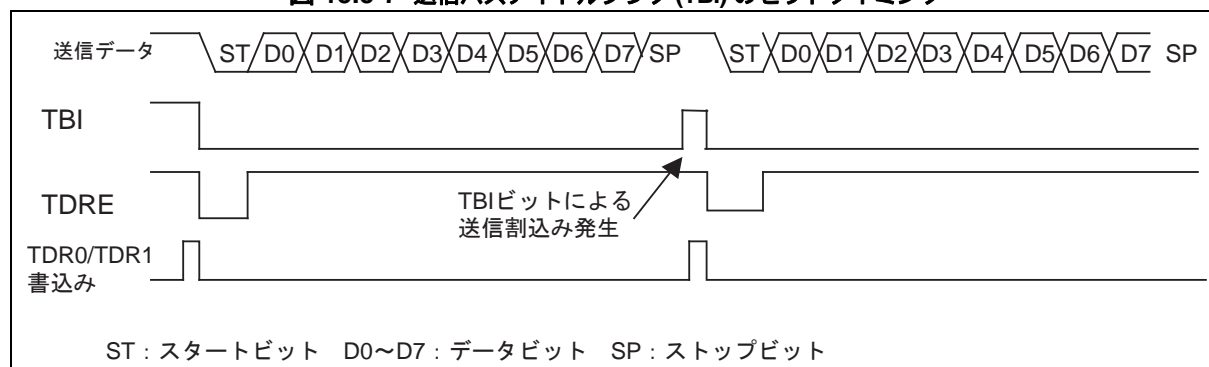 送信データ ST D0 D1 D2 D3 D4 D5 D6 D7 SP ST D0 D1 D2 D3 D4 D5 D6 D7 SP
TBI
TDRE
TBIビットによる
送信割込み発生
TDR0/TDR1
書込み
ST：スタートビット D0～D7：データビット SP：ストップビット